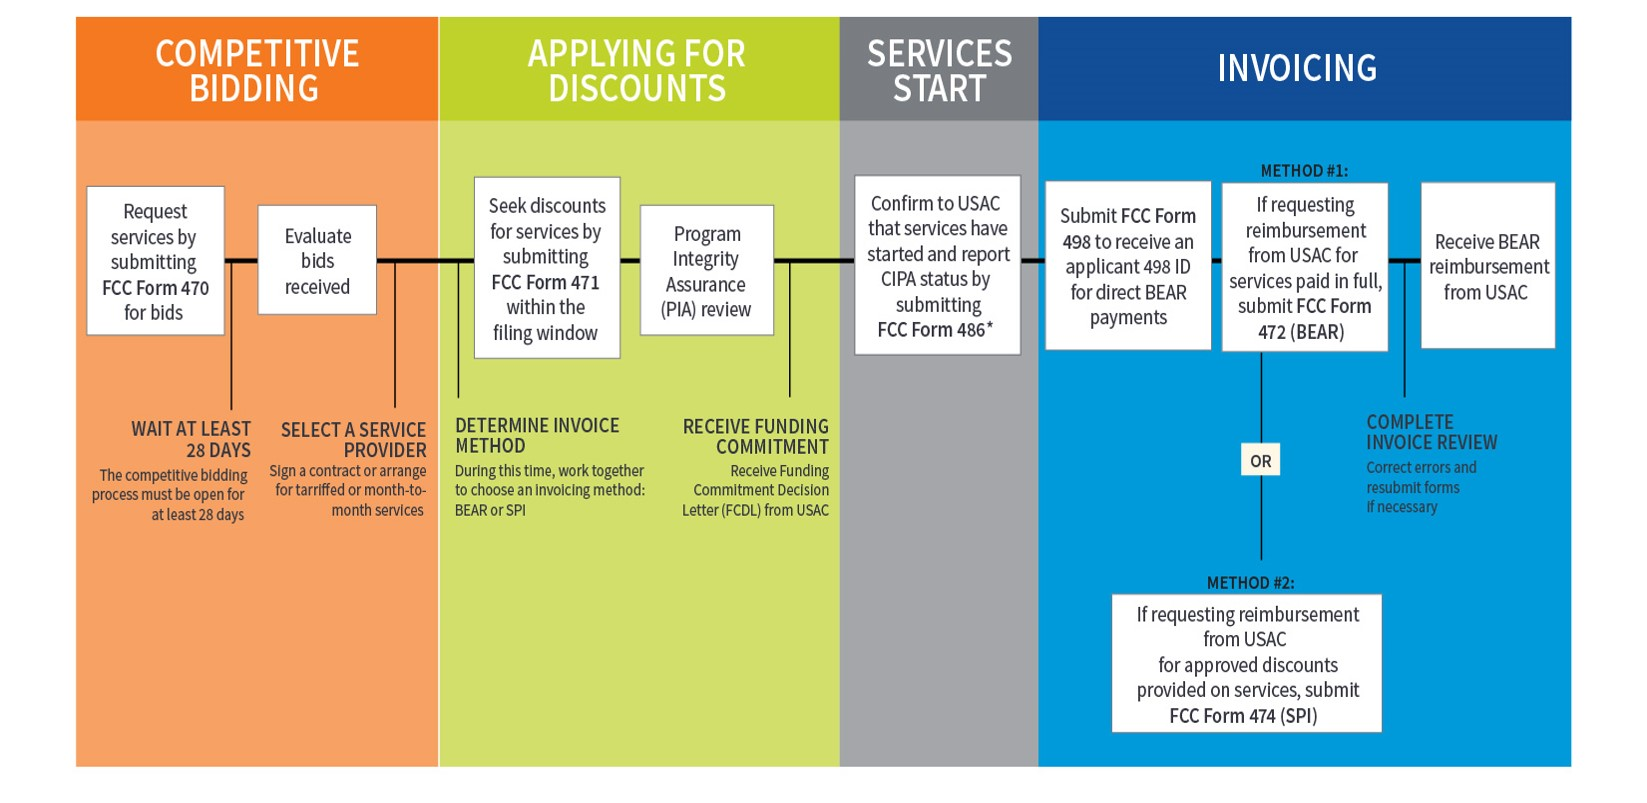 COMPETITIVE
BIDDING
APPLYING FOR
DISCOUNTS
SERVICES
START
INVOICING
Request
services by
submitting
FCC Form 470
for bids
Evaluate
bids
received
WAIT AT LEAST
28 DAYS
The competitive bidding
process must be open for
at least 28 days
SELECT A SERVICE
PROVIDER
Sign a contract or arrange
for tarriffed or month-to-
month services
Seek discounts
for services by
submitting
FCC Form 471
within the
filing window
Program
Integrity
Assurance
(PIA) review
DETERMINE INVOICE
METHOD
During this time, work together
to choose an invoicing method:
BEAR or SPI
RECEIVE FUNDING
COMMITMENT
Receive Funding
Commitment Decision
Letter (FCDL) from USAC
Confirm to USAC
that services have
started and report
CIPA status by
submitting
FCC Form 486*
Submit FCC Form
498 to receive an
applicant 498 ID
for direct BEAR
payments
METHOD #1:
If requesting
reimbursement
from USAC for
services paid in full,
submit FCC Form
472 (BEAR)
Receive BEAR
reimbursement
from USAC
COMPLETE
INVOICE REVIEW
Correct errors and
resubmit forms
if necessary
OR
METHOD #2:
If requesting reimbursement
from USAC
for approved discounts
provided on services, submit
FCC Form 474 (SPI)